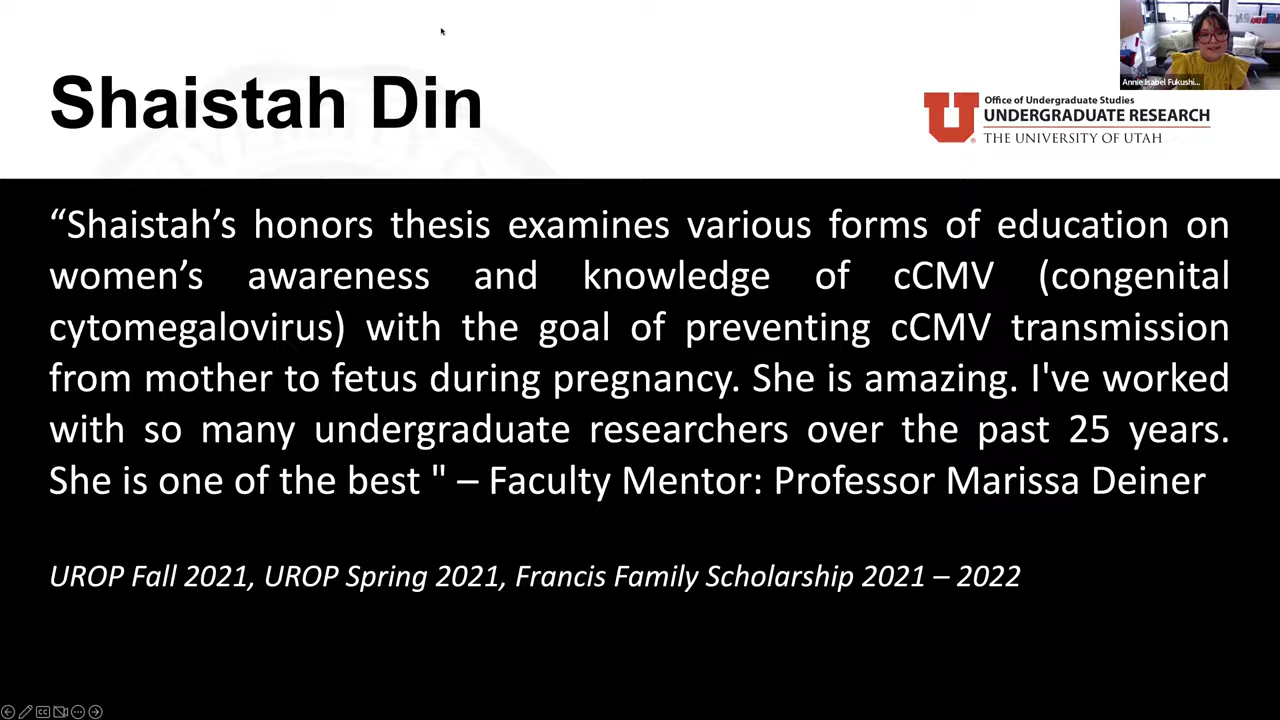 Annie Isabel Fukushi...
Shaistah Din
Office of Undergraduate Studies
UNDERGRADUATE RESEARCH
THE UNIVERSITY OF UTAH
“Shaistah’s honors thesis examines various forms of education on
women’s awareness and knowledge of cCMV (congenital
cytomegalovirus) with the goal of preventing cCMV transmission
from mother to fetus during pregnancy. She is amazing. I've worked
with so many undergraduate researchers over the past 25 years.
She is one of the best " – Faculty Mentor: Professor Marissa Deiner
UROP Fall 2021, UROP Spring 2021, Francis Family Scholarship 2021 – 2022